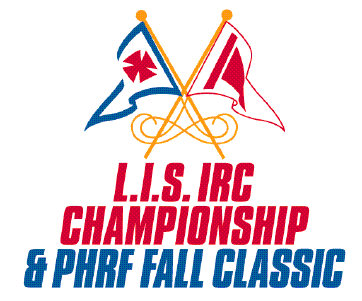 L.I.S. IRC
CHAMPIONSHIP
& PHRF FALL CLASSIC